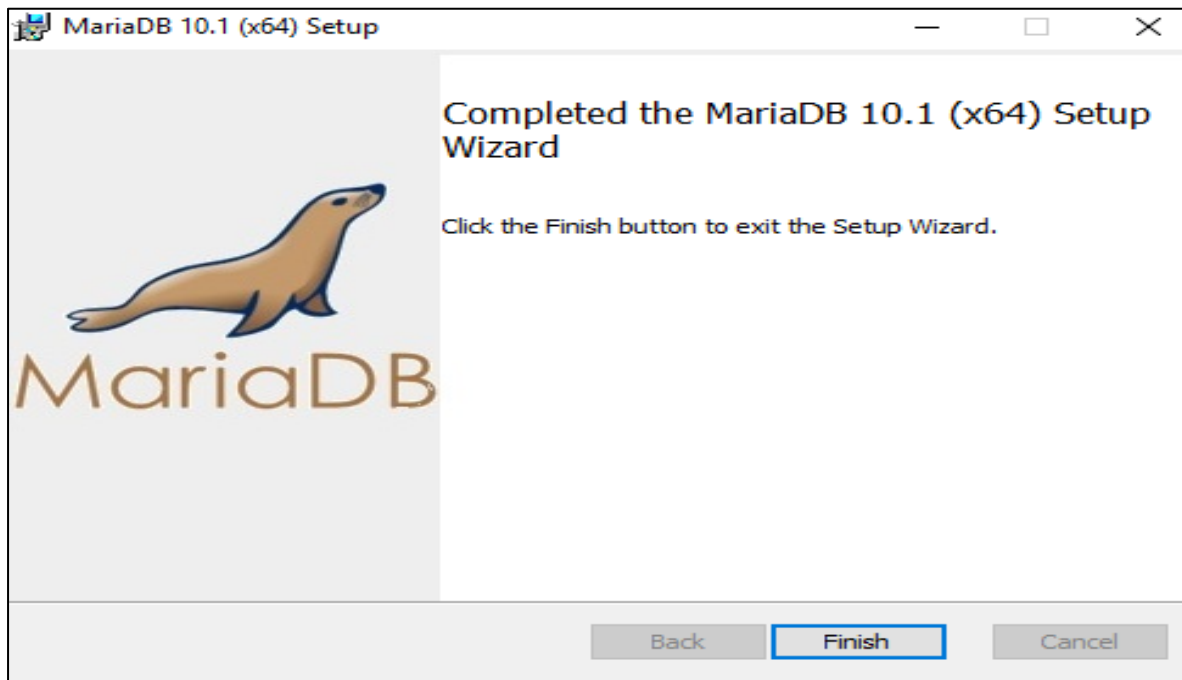 MariaDB 10.1 (x64) Setup
Completed the MariaDB 10.1 (x64) Setup
Wizard
Click the Finish button to exit the Setup Wizard.
MariaDB
Back Finish Cancel